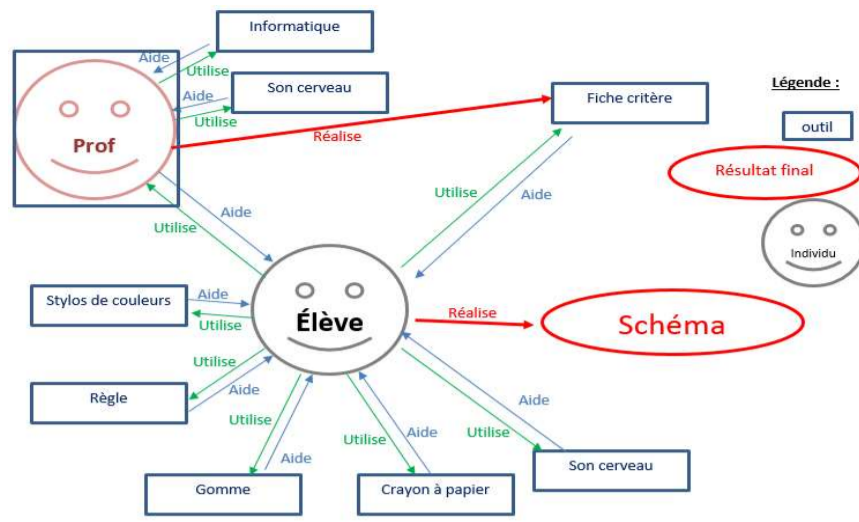 Informatique
Aide
Utilise
Aide
Son cerveau
Utilise
Prof
Réalise
Fiche critère
Légende :
outil
Résultat final
Individu
Aide
Utilise
Utilise
Aide
Stylos de couleurs
Aide
Utilise
Élève
Réalise
Schéma
Règle
Utilise
Aide
Utilise
Aide
Gomme
Utilise
Aide
Crayon à papier
Aide
Utilise
Son cerveau